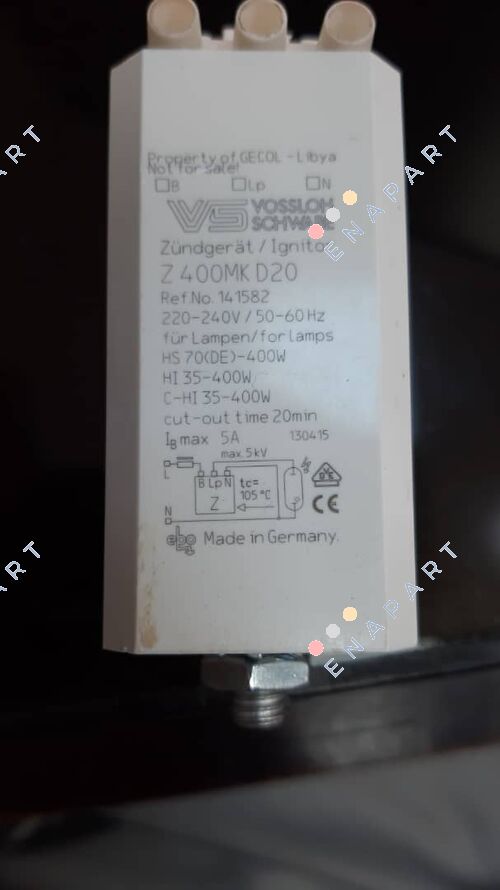 Property of GECOL - Libya
Not for sale!
B Lp N
VS VOSSLOH
SCHWABE
Zündgerät / Ignitor
Z 400MK D20
Ref No. 141582
220-240V / 50-60 Hz
für Lampen/for lamps
HS 70(DE)-400W
HI 35-400W
C-HI 35-400W
cut-out time 20min
IB max 5A 130415
max. 5kV
L
B Lp N tc=
105 °C
Z
N
CE
Made in Germany.
ENAPART
ENAPART